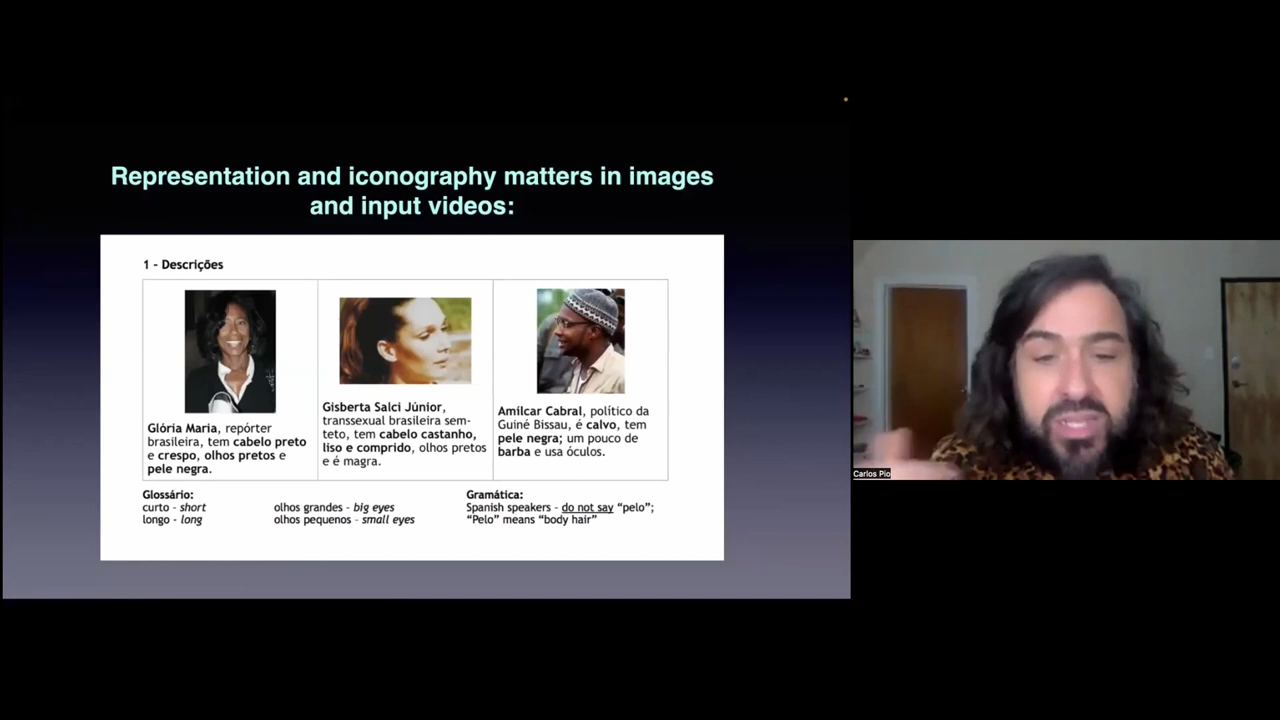 Representation and iconography matters in images
and input videos:
1 - Descrições
Glória Maria, repórter
brasileira, tem cabelo preto
e crespo, olhos pretos e
pele negra.
Gisberta Salci Júnior,
transsexual brasileira sem-
teto, tem cabelo castanho,
liso e comprido, olhos pretos
e é magra.
Amilcar Cabral, político da
Guiné Bissau, é calvo, tem
pele negra; um pouco de
barba e usa óculos.
Glossário:
curto - short
longo - long
olhos grandes - big eyes
olhos pequenos - small eyes
Gramática:
Spanish speakers - do not say “pelo”;
“Pelo” means “body hair”
Carlos Pio